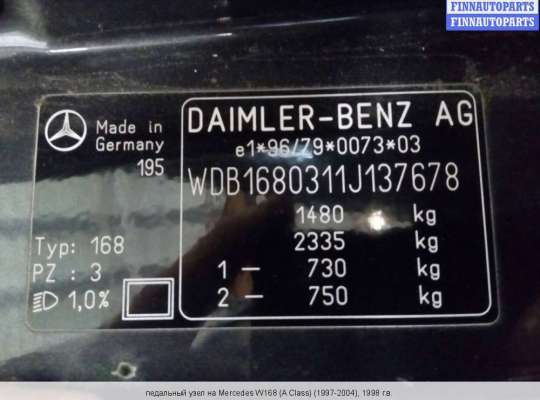 FINNAUTOPARTS
FINNAUTOPARTS
Made in
Germany
195
DAIMLER-BENZ AG
e1*96/79*0073*03
WDB1680311J137678
1480 kg
2335 kg
Typ: 168
1 — 730 kg
PZ : 3
2 — 750 kg
1,0%
педальный узел на Mercedes W168 (A Class) (1997-2004), 1998 г.в.